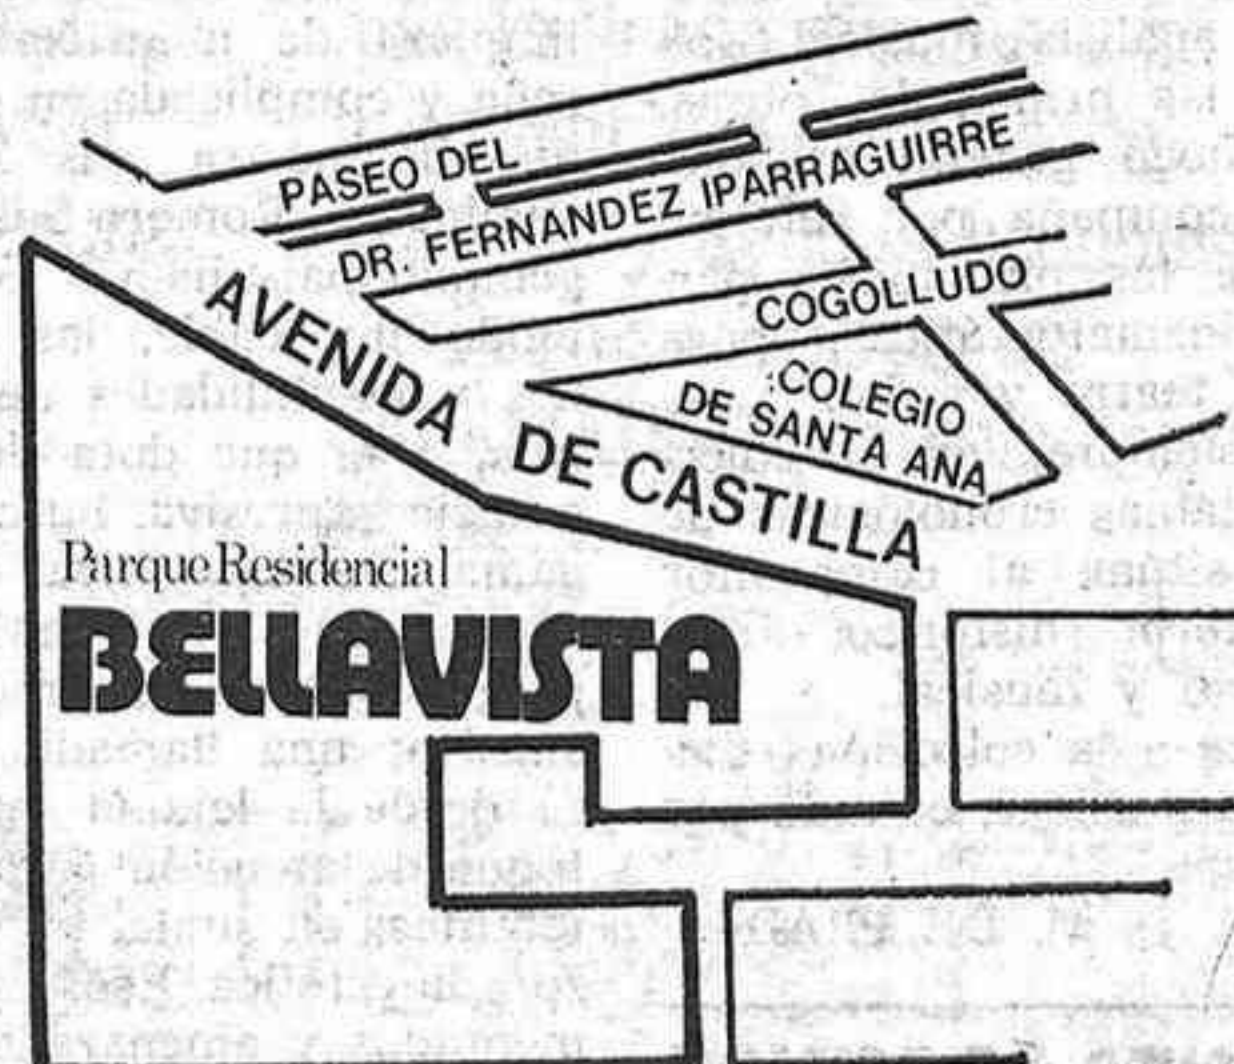 PASEO DEL
DR. FERNANDEZ IPARRAGUIRRE
AVENIDA DE CASTILLA
COGOLLUDO
COLEGIO
DE SANTA ANA
Parque Residencial
BELLAVISTA